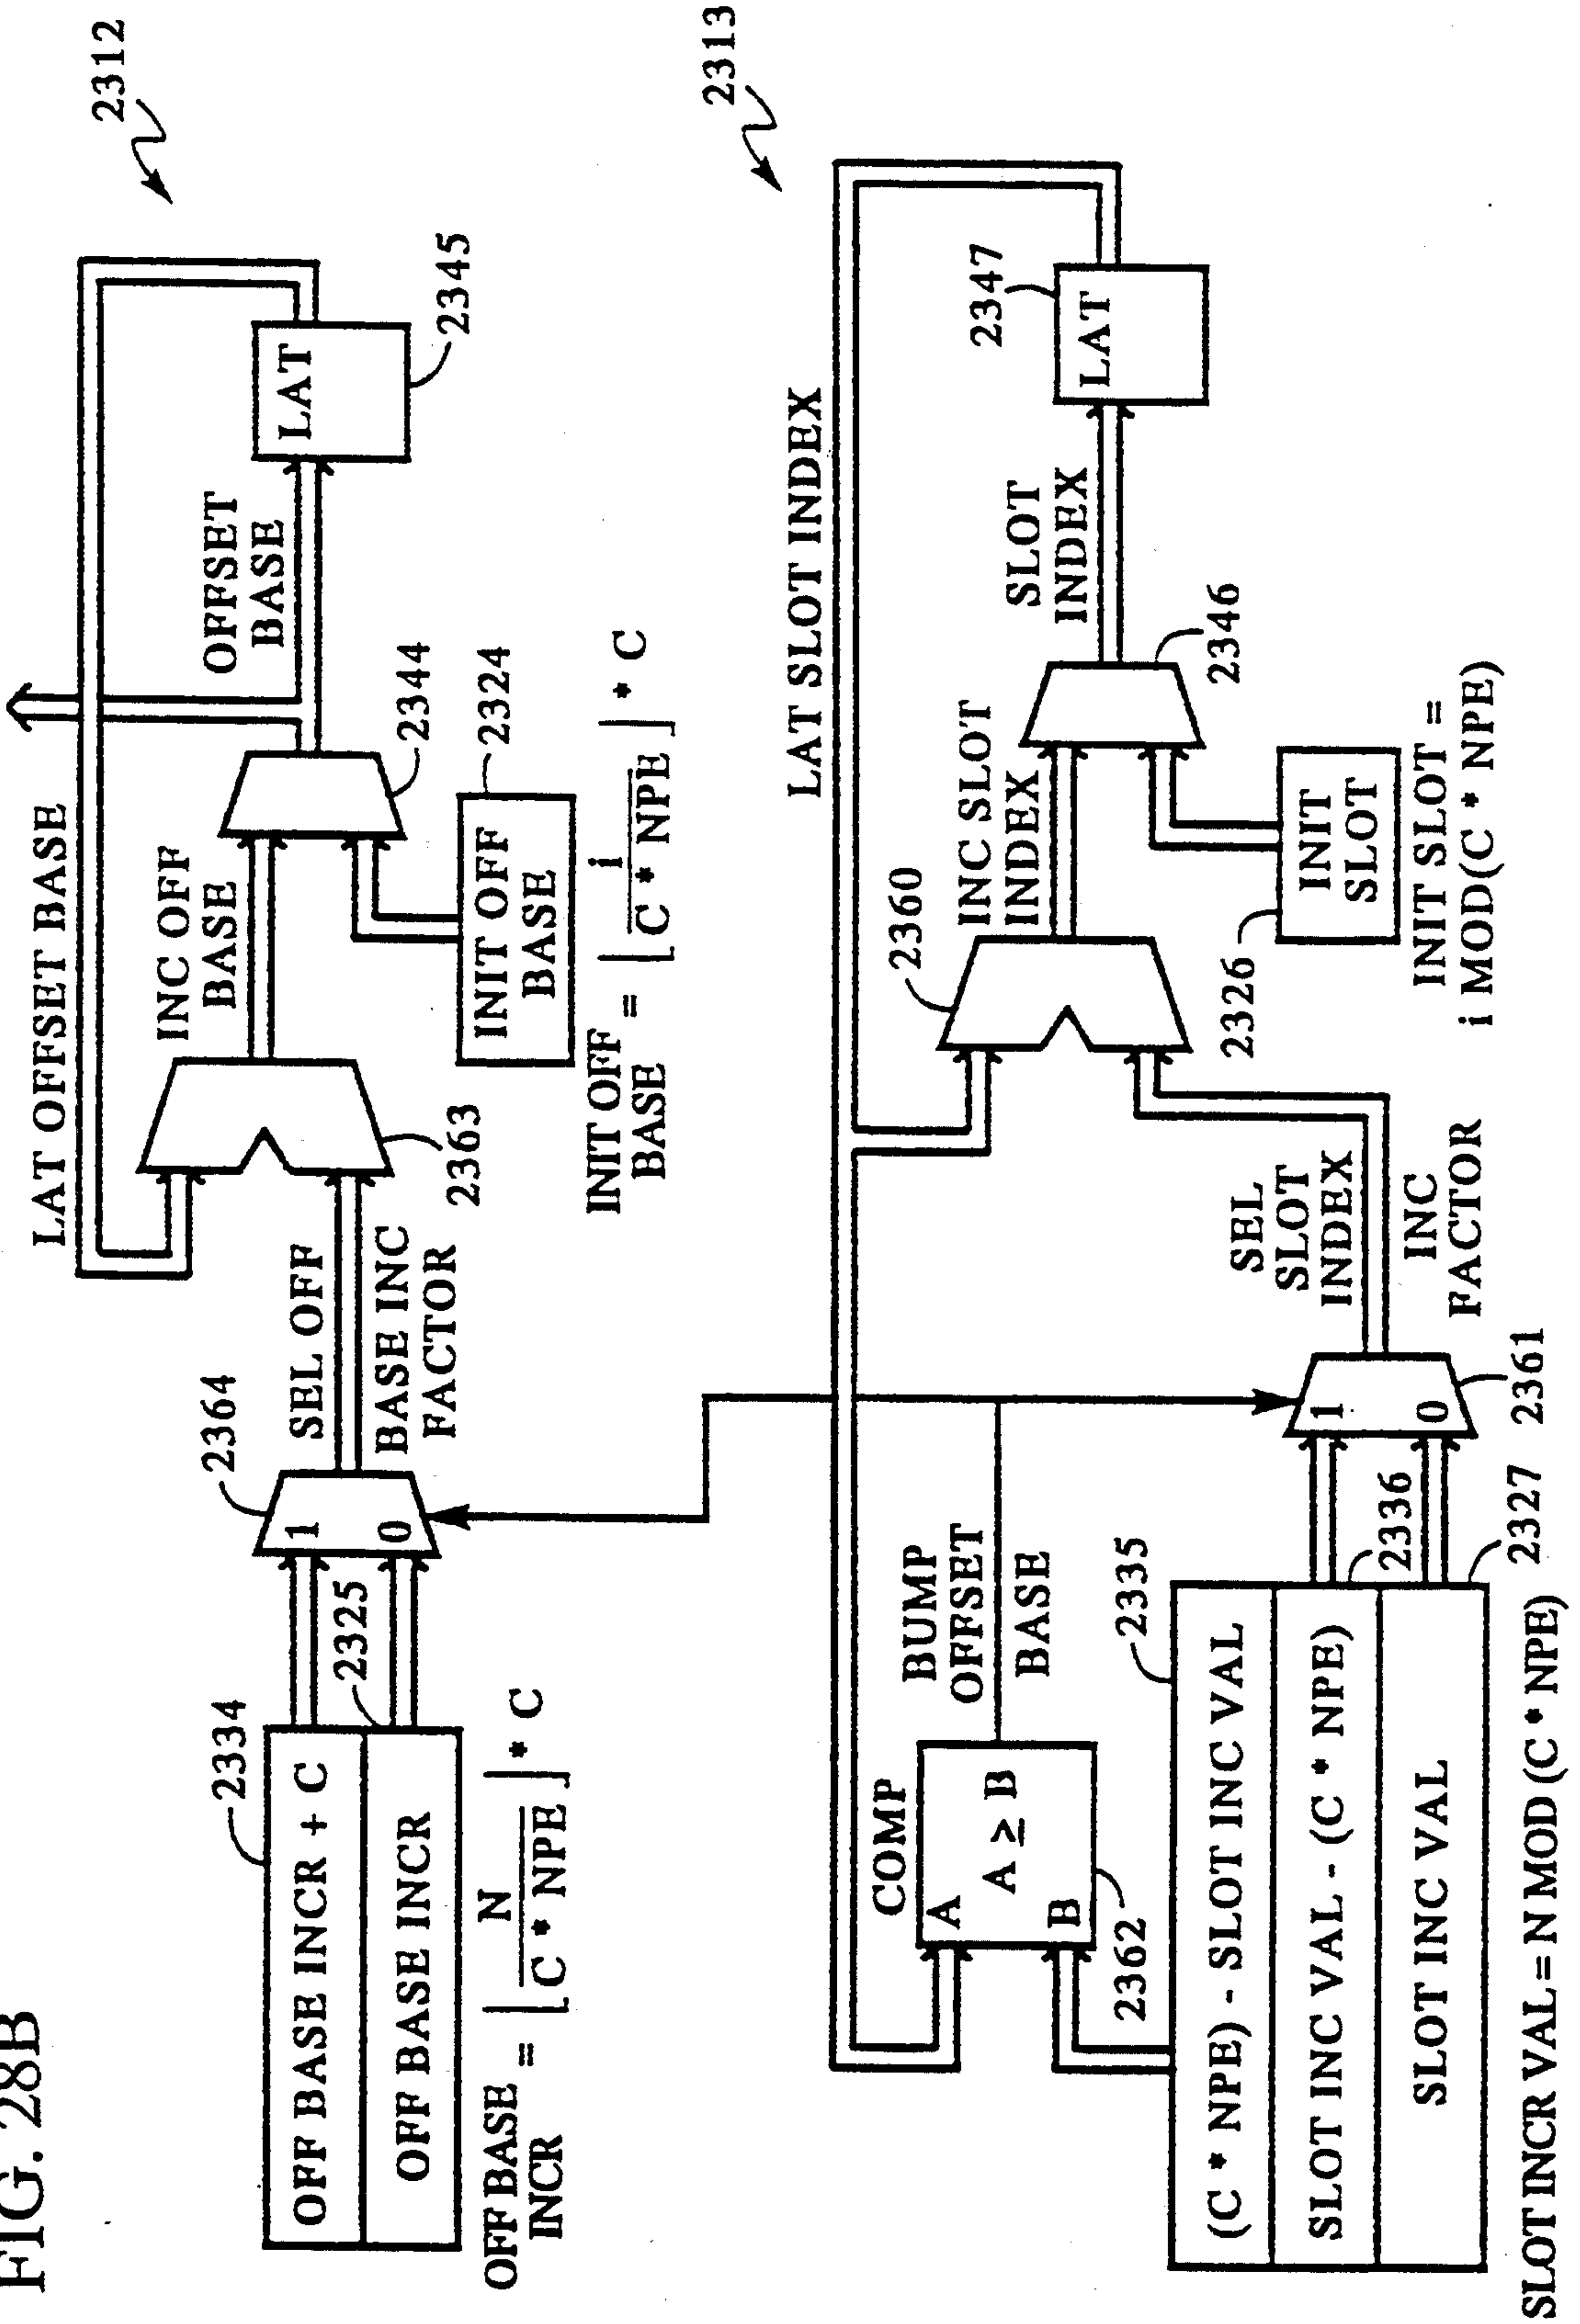 FIG. 28B
2312
LAT OFFSET BASE
2334
OFF BASE INCR + C
OFF BASE INCR
2325
OFF BASE INCR = ⌊ N / C * NPE ⌋ * C
2364
1
0
SEL OFF
BASE INC
FACTOR
2363
INC OFF
BASE
2344
INIT OFF
BASE
2324
INIT OFF BASE = ⌊ i / C * NPE ⌋ * C
OFFSET
BASE
LAT
2345
2313
LAT SLOT INDEX
COMP
A
A ≥ B
B
2362
BUMP
OFFSET
BASE
2335
(C * NPE) - SLOT INC VAL
SLOT INC VAL - (C * NPE)
SLOT INC VAL
2336
2327
SLOT INCR VAL = N MOD (C * NPE)
1
0
2361
SEL
SLOT
INDEX
INC
FACTOR
2360
INC SLOT
INDEX
2326
INIT
SLOT
INIT SLOT =
i MOD(C * NPE)
2346
SLOT
INDEX
LAT
2347